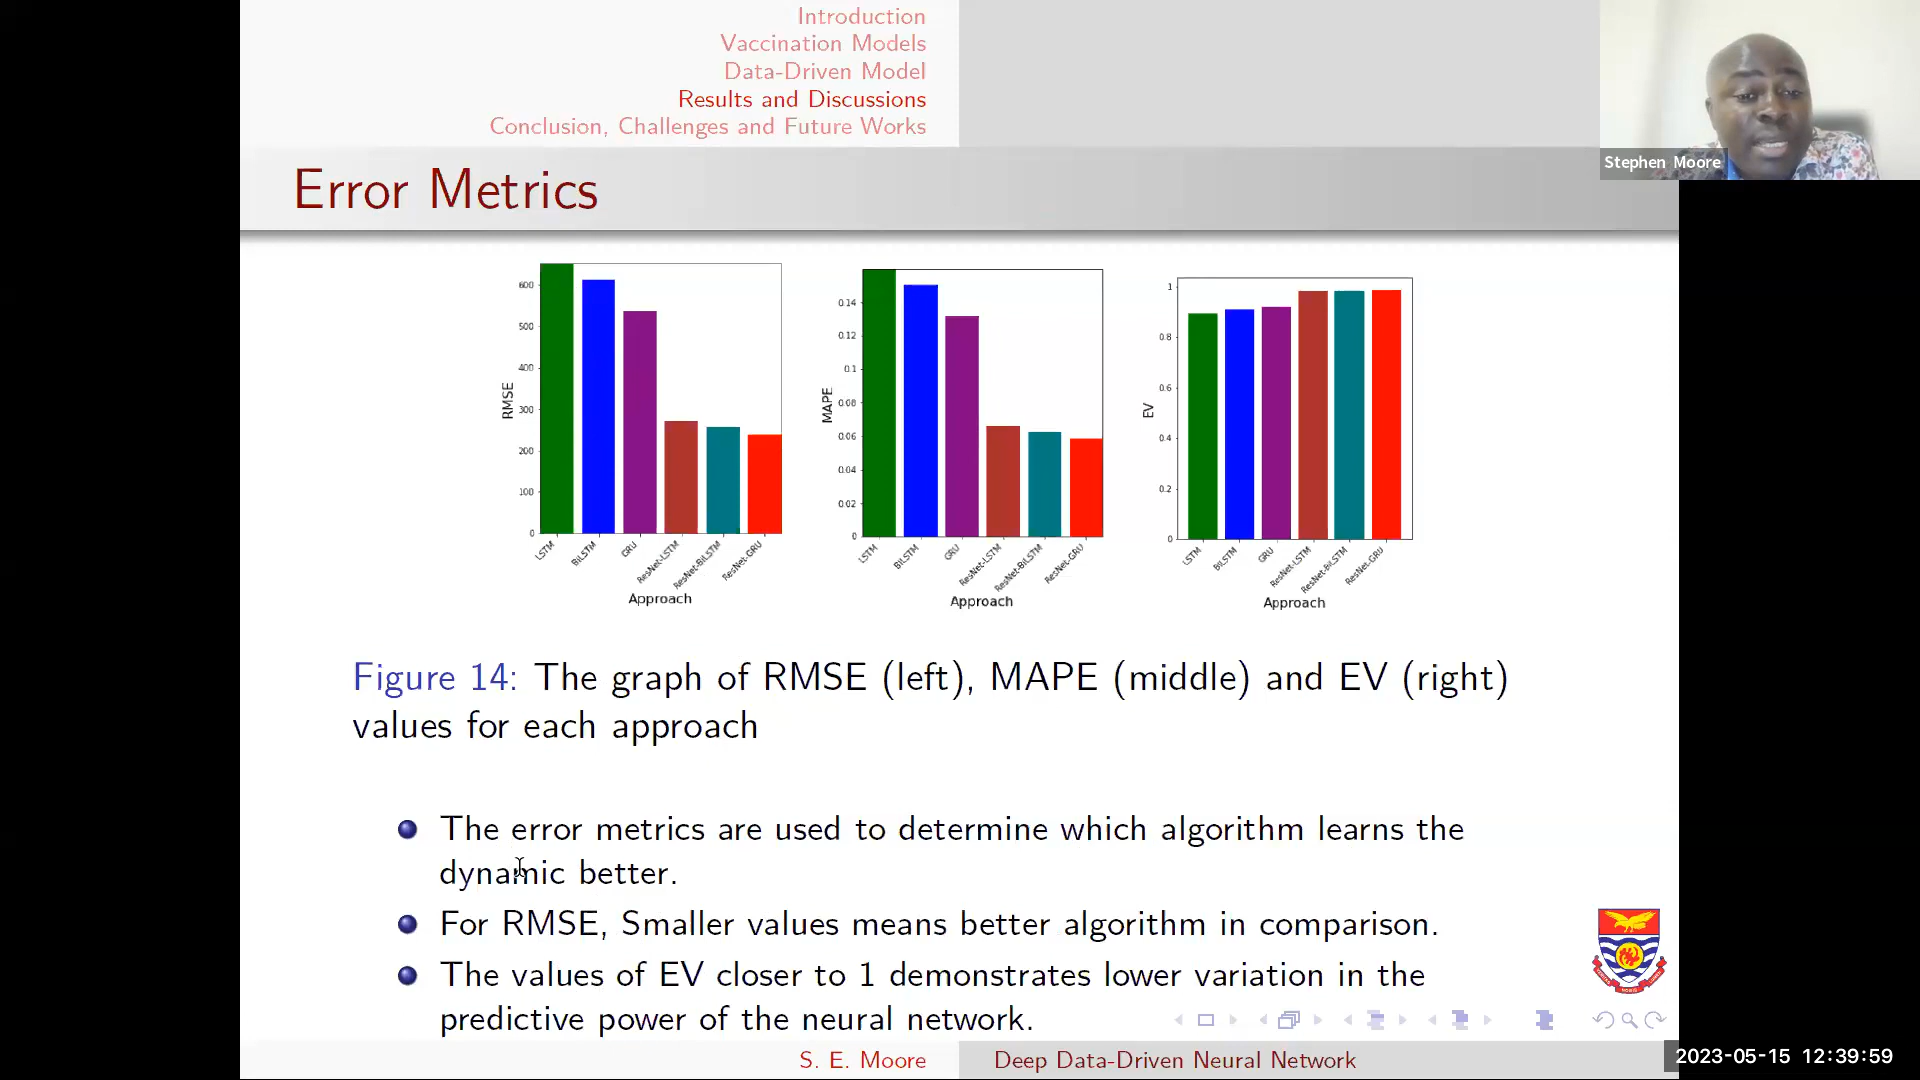 Introduction
Vaccination Models
Data-Driven Model
Results and Discussions
Conclusion, Challenges and Future Works
Stephen Moore
Error Metrics
600
500
400
300
200
100
0
RMSE
LSTM
BiLSTM
GRU
ResNet-LSTM
ResNet-BiLSTM
ResNet-GRU
Approach
0.14
0.12
0.1
0.08
0.06
0.04
0.02
0
MAPE
LSTM
BiLSTM
GRU
ResNet-LSTM
ResNet-BiLSTM
ResNet-GRU
Approach
1
0.8
0.6
0.4
0.2
0
EV
LSTM
BiLSTM
GRU
ResNet-LSTM
ResNet-BiLSTM
ResNet-GRU
Approach
Figure 14: The graph of RMSE (left), MAPE (middle) and EV (right)
values for each approach
The error metrics are used to determine which algorithm learns the
dynamic better.
For RMSE, Smaller values means better algorithm in comparison.
The values of EV closer to 1 demonstrates lower variation in the
predictive power of the neural network.
S. E. Moore
Deep Data-Driven Neural Network
2023-05-15 12:39:59